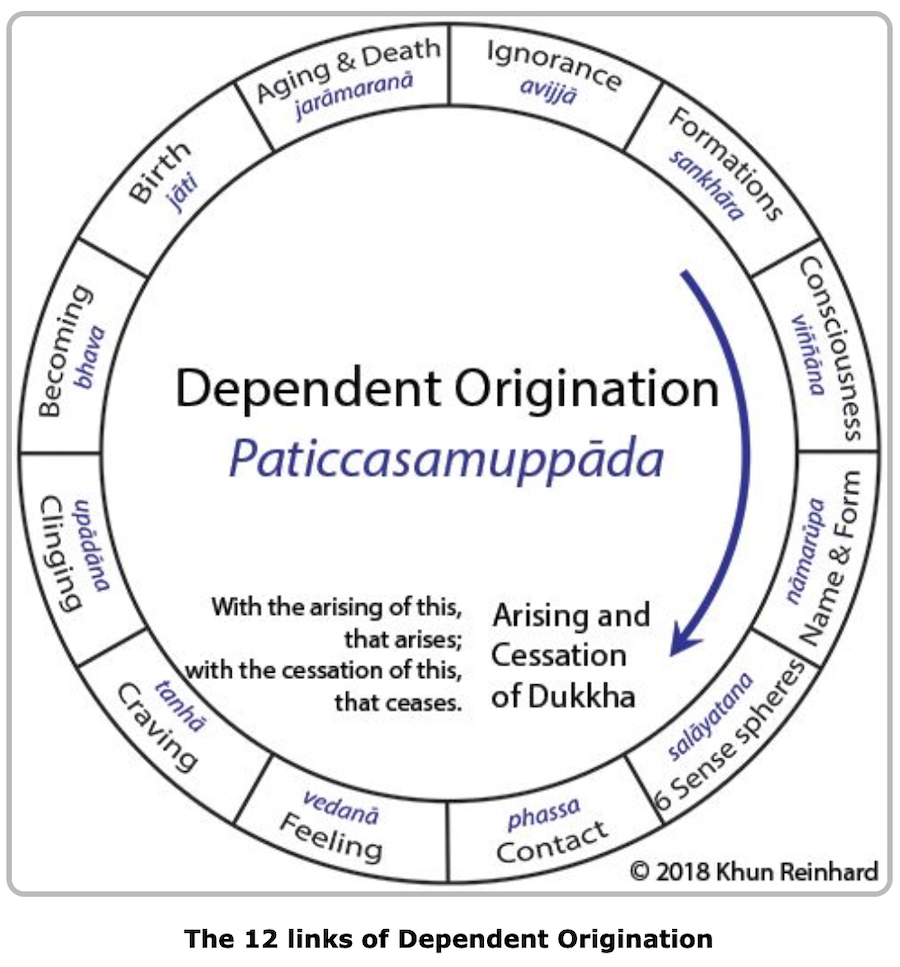 Ignorance
avijjā
Formations
sankhāra
Consciousness
viññāna
Name & Form
nāmarūpa
6 Sense spheres
salāyatana
Contact
phassa
Feeling
vedanā
Craving
tanhā
Clinging
upādāna
Becoming
bhava
Birth
jāti
Aging & Death
jarāmaranā
Dependent Origination
Paticcasamuppāda
With the arising of this,
that arises;
with the cessation of this,
that ceases.
Arising and
Cessation
of Dukkha
© 2018 Khun Reinhard
The 12 links of Dependent Origination